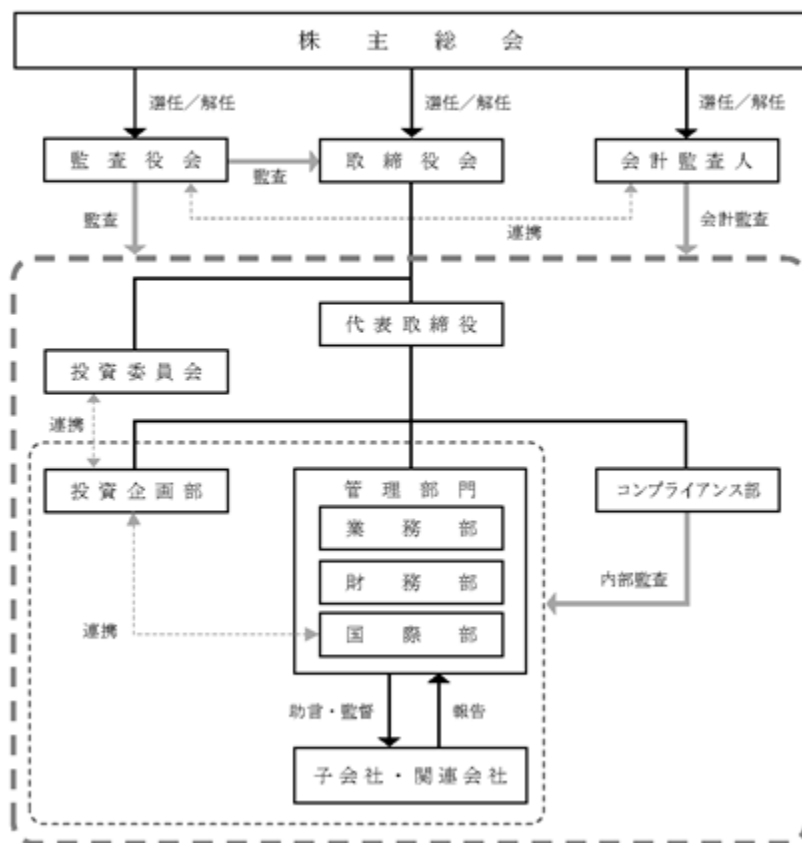 株主総会
選任／解任
選任／解任
選任／解任
監査役会
監査
取締役会
会計監査人
監査
連携
会計監査
代表取締役
投資委員会
連携
投資企画部
管理部門
コンプライアンス部
業務部
財務部
内部監査
国際部
連携
助言・監督
報告
子会社・関連会社